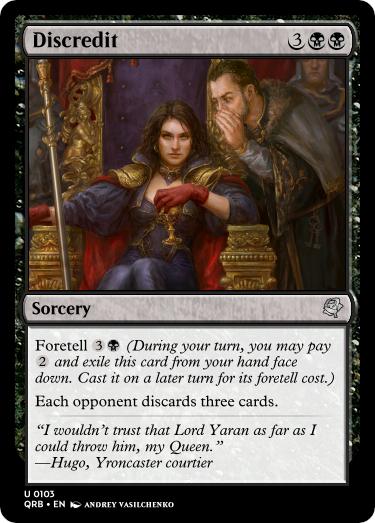 Discredit 3
Sorcery
Foretell 3 (During your turn, you may pay
2 and exile this card from your hand face
down. Cast it on a later turn for its foretell cost.)
Each opponent discards three cards.
“I wouldn’t trust that Lord Yaran as far as I
could throw him, my Queen.”
—Hugo, Yroncaster courtier
U 0103
QRB • EN ANDREY VASILCHENKO